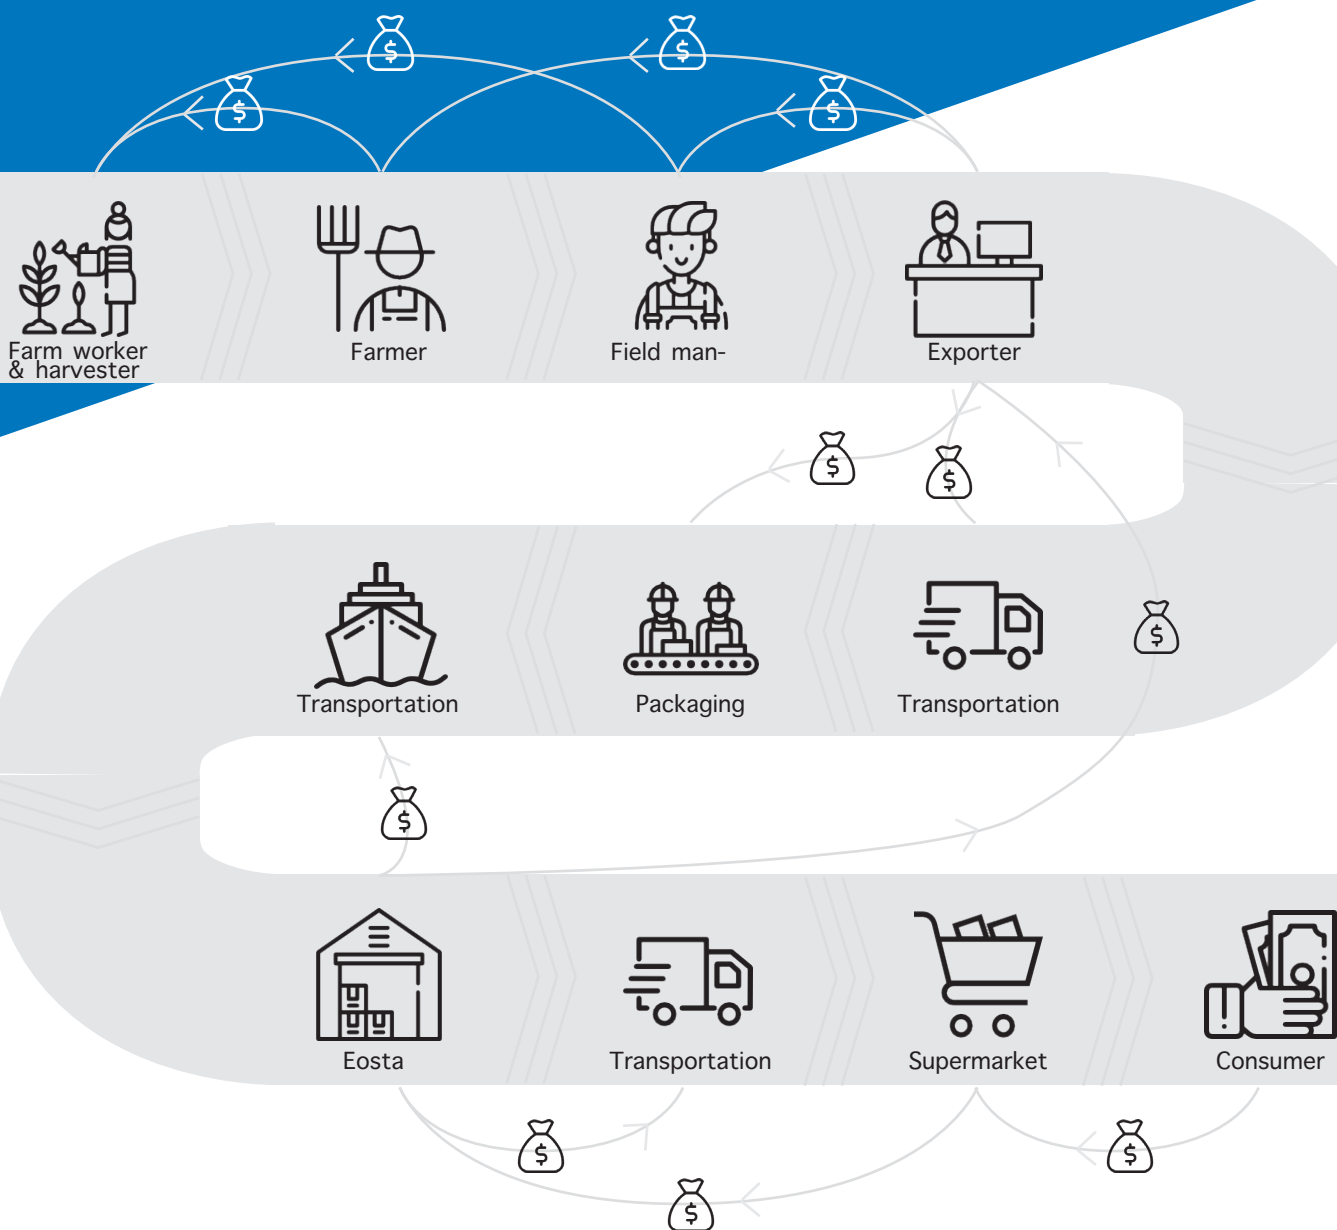 $
$
$
$
Farm worker
& harvester
Farmer
Field man-
Exporter
$
$
$
Transportation
Packaging
Transportation
$
Eosta
Transportation
Supermarket
Consumer
$
$
$